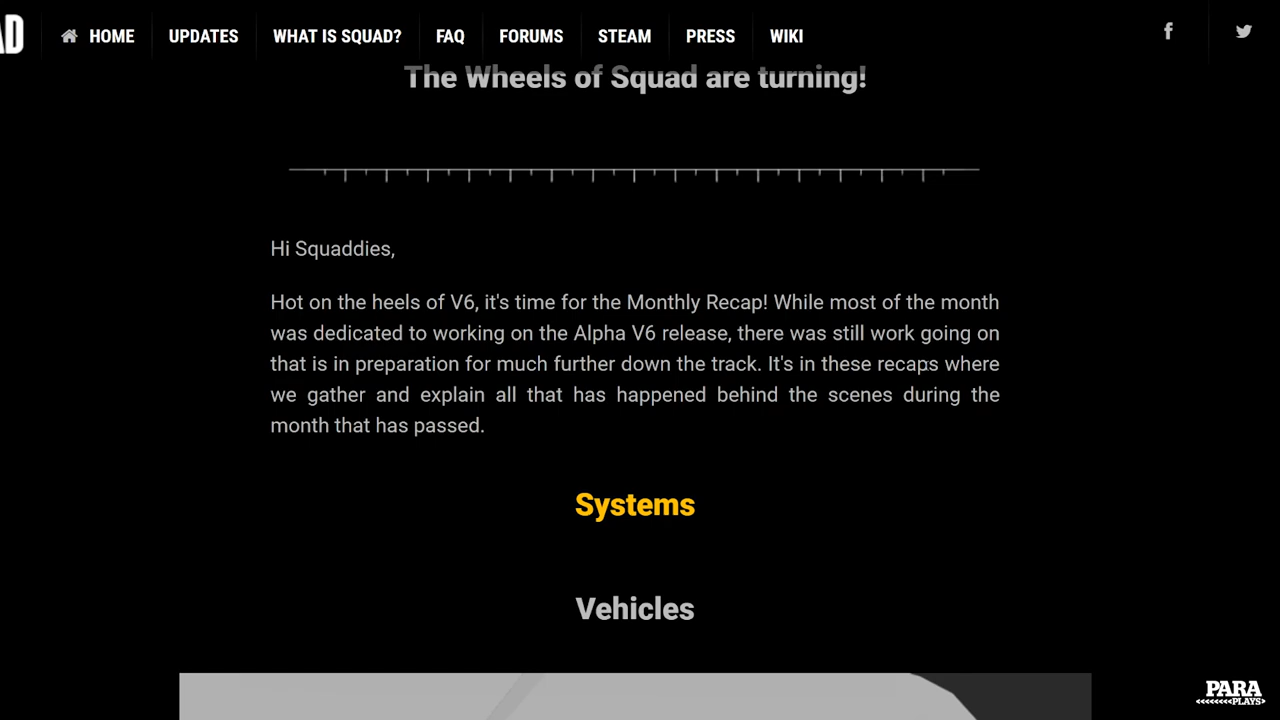 AD
HOME UPDATES WHAT IS SQUAD? FAQ FORUMS STEAM PRESS WIKI
The Wheels of Squad are turning!
Hi Squaddies,
Hot on the heels of V6, it's time for the Monthly Recap! While most of the month
was dedicated to working on the Alpha V6 release, there was still work going on
that is in preparation for much further down the track. It's in these recaps where
we gather and explain all that has happened behind the scenes during the
month that has passed.
Systems
Vehicles
PARA
PLAYS